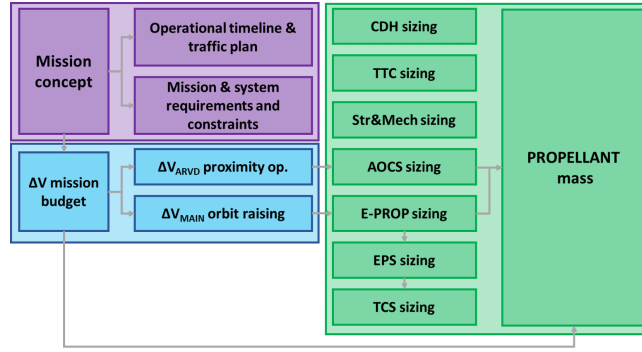 Mission
concept
Operational timeline &
traffic plan
Mission & system
requirements and
constraints
ΔV mission
budget
ΔVARVD proximity op.
ΔVMAIN orbit raising
CDH sizing
TTC sizing
Str&Mech sizing
AOCS sizing
E-PROP sizing
EPS sizing
TCS sizing
PROPELLANT
mass